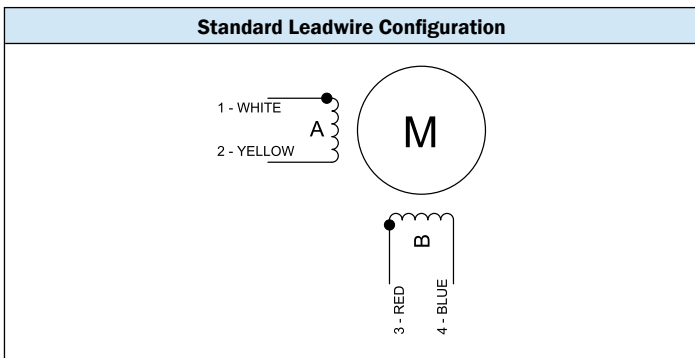 Standard Leadwire Configuration
1 - WHITE
A
2 - YELLOW
M
B
3 - RED
4 - BLUE